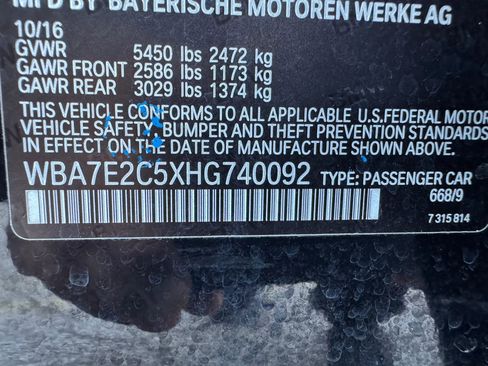 MFD BY BAYERISCHE MOTOREN WERKE AG
10/16
GVWR 5450 lbs 2472 kg
GAWR FRONT 2586 lbs 1173 kg
GAWR REAR 3029 lbs 1374 kg
THIS VEHICLE CONFORMS TO ALL APPLICABLE U.S.FEDERAL MOTOR
VEHICLE SAFETY, BUMPER AND THEFT PREVENTION STANDARDS
IN EFFECT ON THE DATE OF MANUFACTURE SHOWN ABOVE.
WBA7E2C5XHG740092 TYPE: PASSENGER CAR
668/9
7 315 814